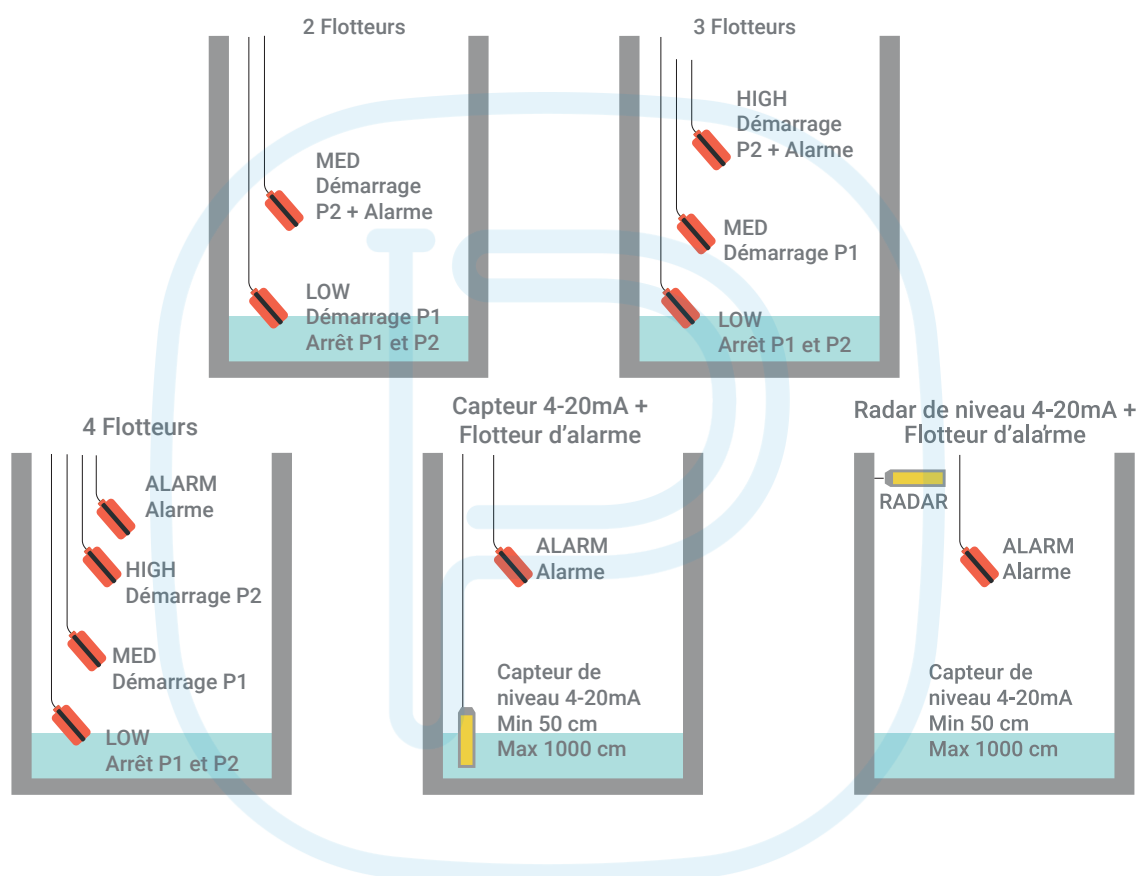 2 Flotteurs
MED
Démarrage
P2 + Alarme
LOW
Démarrage P1
Arrêt P1 et P2
3 Flotteurs
HIGH
Démarrage
P2 + Alarme
MED
Démarrage P1
LOW
Arrêt P1 et P2
4 Flotteurs
ALARM
Alarme
HIGH
Démarrage P2
MED
Démarrage P1
LOW
Arrêt P1 et P2
Capteur 4-20mA +
Flotteur d'alarme
ALARM
Alarme
Capteur de
niveau 4-20mA
Min 50 cm
Max 1000 cm
Radar de niveau 4-20mA +
Flotteur d'alarme
RADAR
ALARM
Alarme
Capteur de
niveau 4-20mA
Min 50 cm
Max 1000 cm